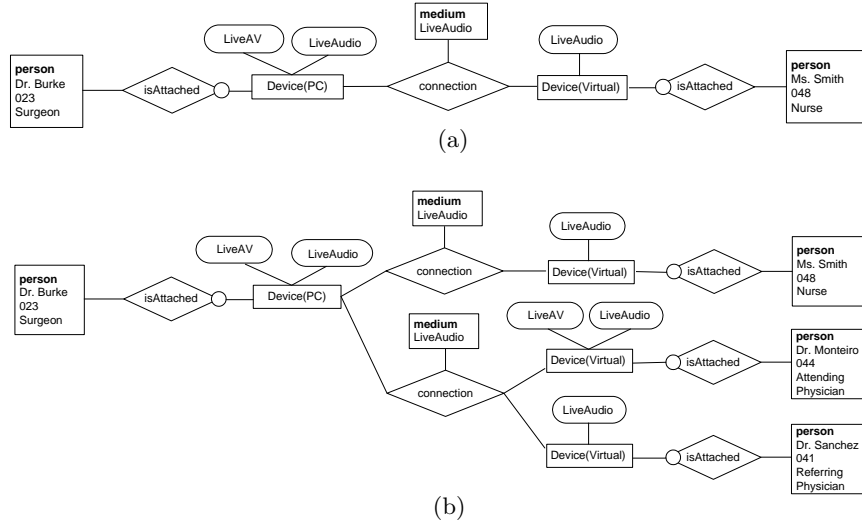 medium
LiveAudio
LiveAV
LiveAudio
LiveAudio
person
Dr. Burke
023
Surgeon
isAttached
Device(PC)
connection
Device(Virtual)
isAttached
person
Ms. Smith
048
Nurse
(a)
medium
LiveAudio
LiveAV
LiveAudio
LiveAudio
person
Dr. Burke
023
Surgeon
isAttached
Device(PC)
connection
Device(Virtual)
isAttached
person
Ms. Smith
048
Nurse
medium
LiveAudio
LiveAV
LiveAudio
connection
Device(Virtual)
isAttached
person
Dr. Monteiro
044
Attending
Physician
LiveAudio
Device(Virtual)
isAttached
person
Dr. Sanchez
041
Referring
Physician
(b)